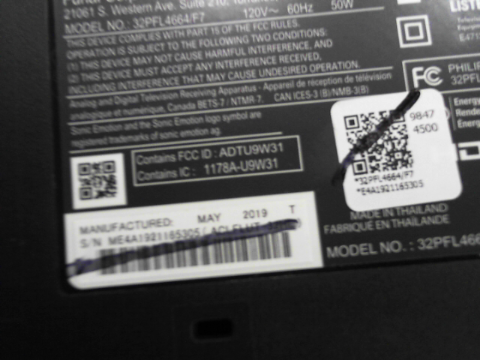 21061 S. Western Ave. Suite 210,
MODEL NO : 32PFL4664/F7 120V～ 60Hz 50W
THIS DEVICE COMPLIES WITH PART 15 OF THE FCC RULES.
OPERATION IS SUBJECT TO THE FOLLOWING TWO CONDITIONS:
(1) THIS DEVICE MAY NOT CAUSE HARMFUL INTERFERENCE, AND
(2) THIS DEVICE MUST ACCEPT ANY INTERFERENCE RECEIVED,
INCLUDING INTERFERENCE THAT MAY CAUSE UNDESIRED OPERATION.
Analog and Digital Television Receiving Apparatus - Appareil de réception de télévision
analogique et numérique, Canada BETS-7 / NTMR 7. CAN ICES-3 (B)/NMB-3(B)
Sonic Emotion and the Sonic Emotion logo symbol are
registered trademarks of sonic emotion ag.
Contains FCC ID : ADTU9W31
Contains IC : 1178A-U9W31
MANUFACTURED: MAY 2019 T
S/N ME4A1921165305
LISTE
FC
PHILIP
32PFL
9847
4500
*32PFL4664/F7
*E4A1921165305
Energy
MADE IN THAILAND
FABRIQUÉ EN THAÏLANDE
MODEL NO. : 32PFL466